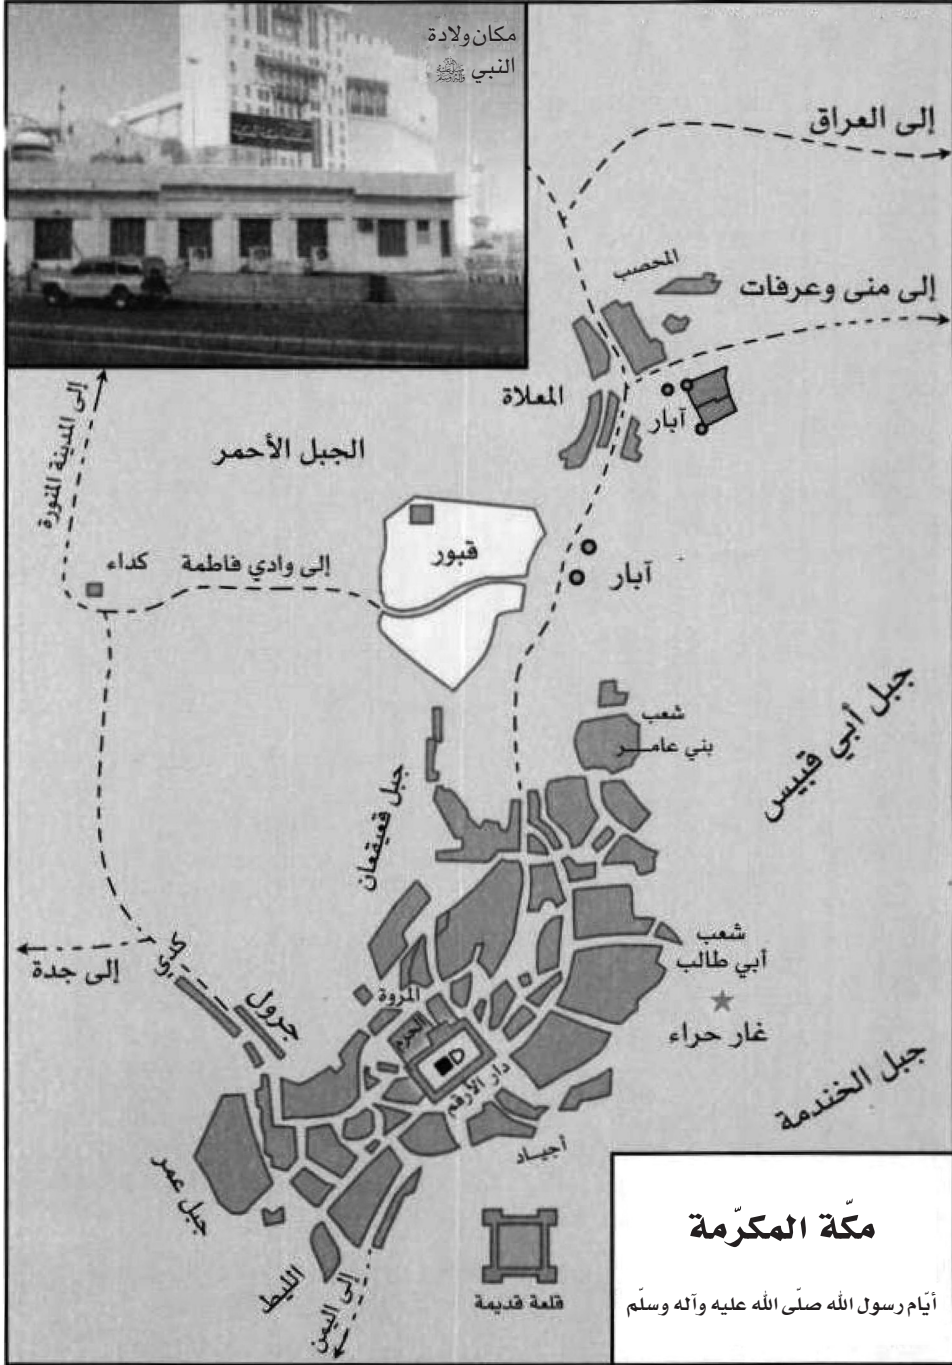 مكان ولادة
النبي ﷺ
إلى العراق
المحصب
إلى منى وعرفات
المعلاة
آبار
إلى المدينة المنورة
الجبل الأحمر
قبور
كداء
إلى وادي فاطمة
آبار
جبل أبي قبيس
شعب
بني عامـــر
جبل قعيقعان
شعب
أبي طالب
غار حراء
كدي
إلى جدة
جرول
المروة
الحرم
دار الأرقم
جبل الخندمة
أجيـاد
جبل عمر
الليط
إلى اليمن
قلعة قديمة
مكّة المكرّمة
أيّام رسول الله صلّى الله عليه وآله وسلّم